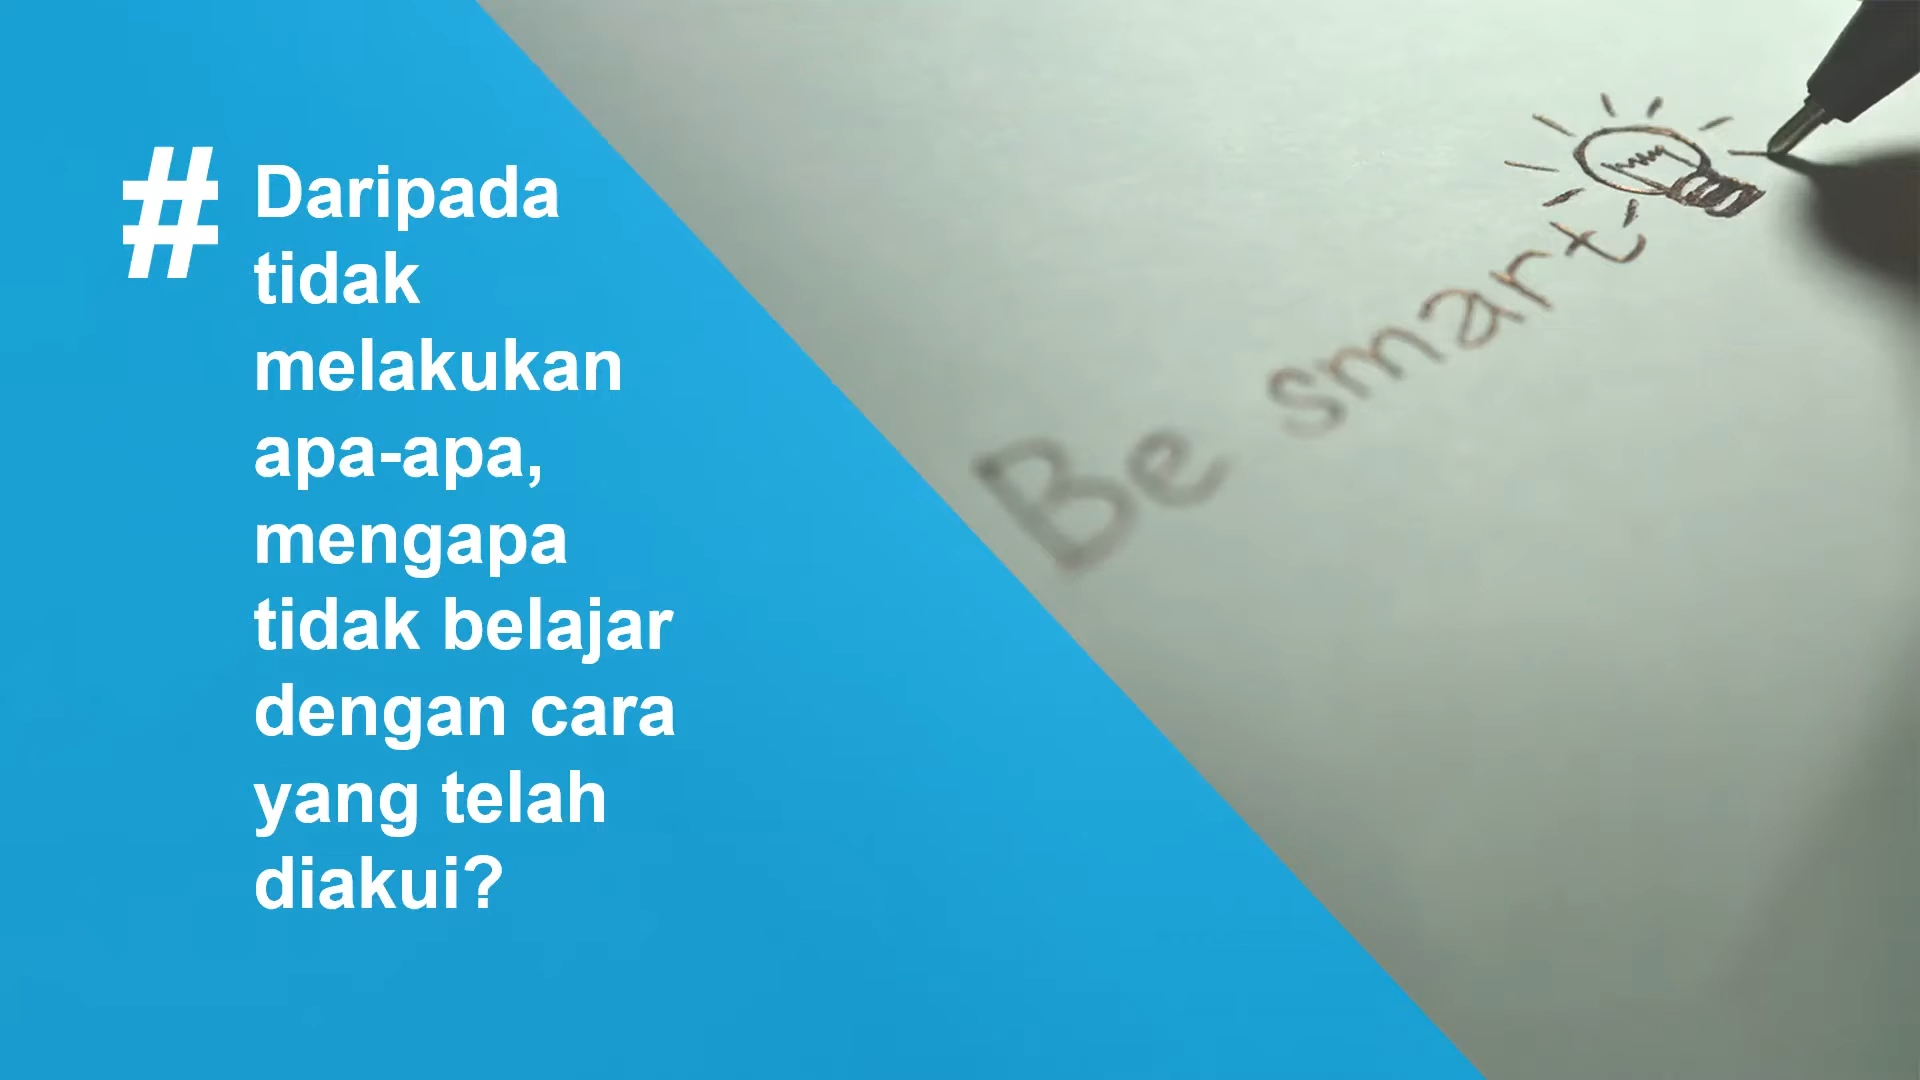 #
Daripada
tidak
melakukan
apa-apa,
mengapa
tidak belajar
dengan cara
yang telah
diakui?
Be smart